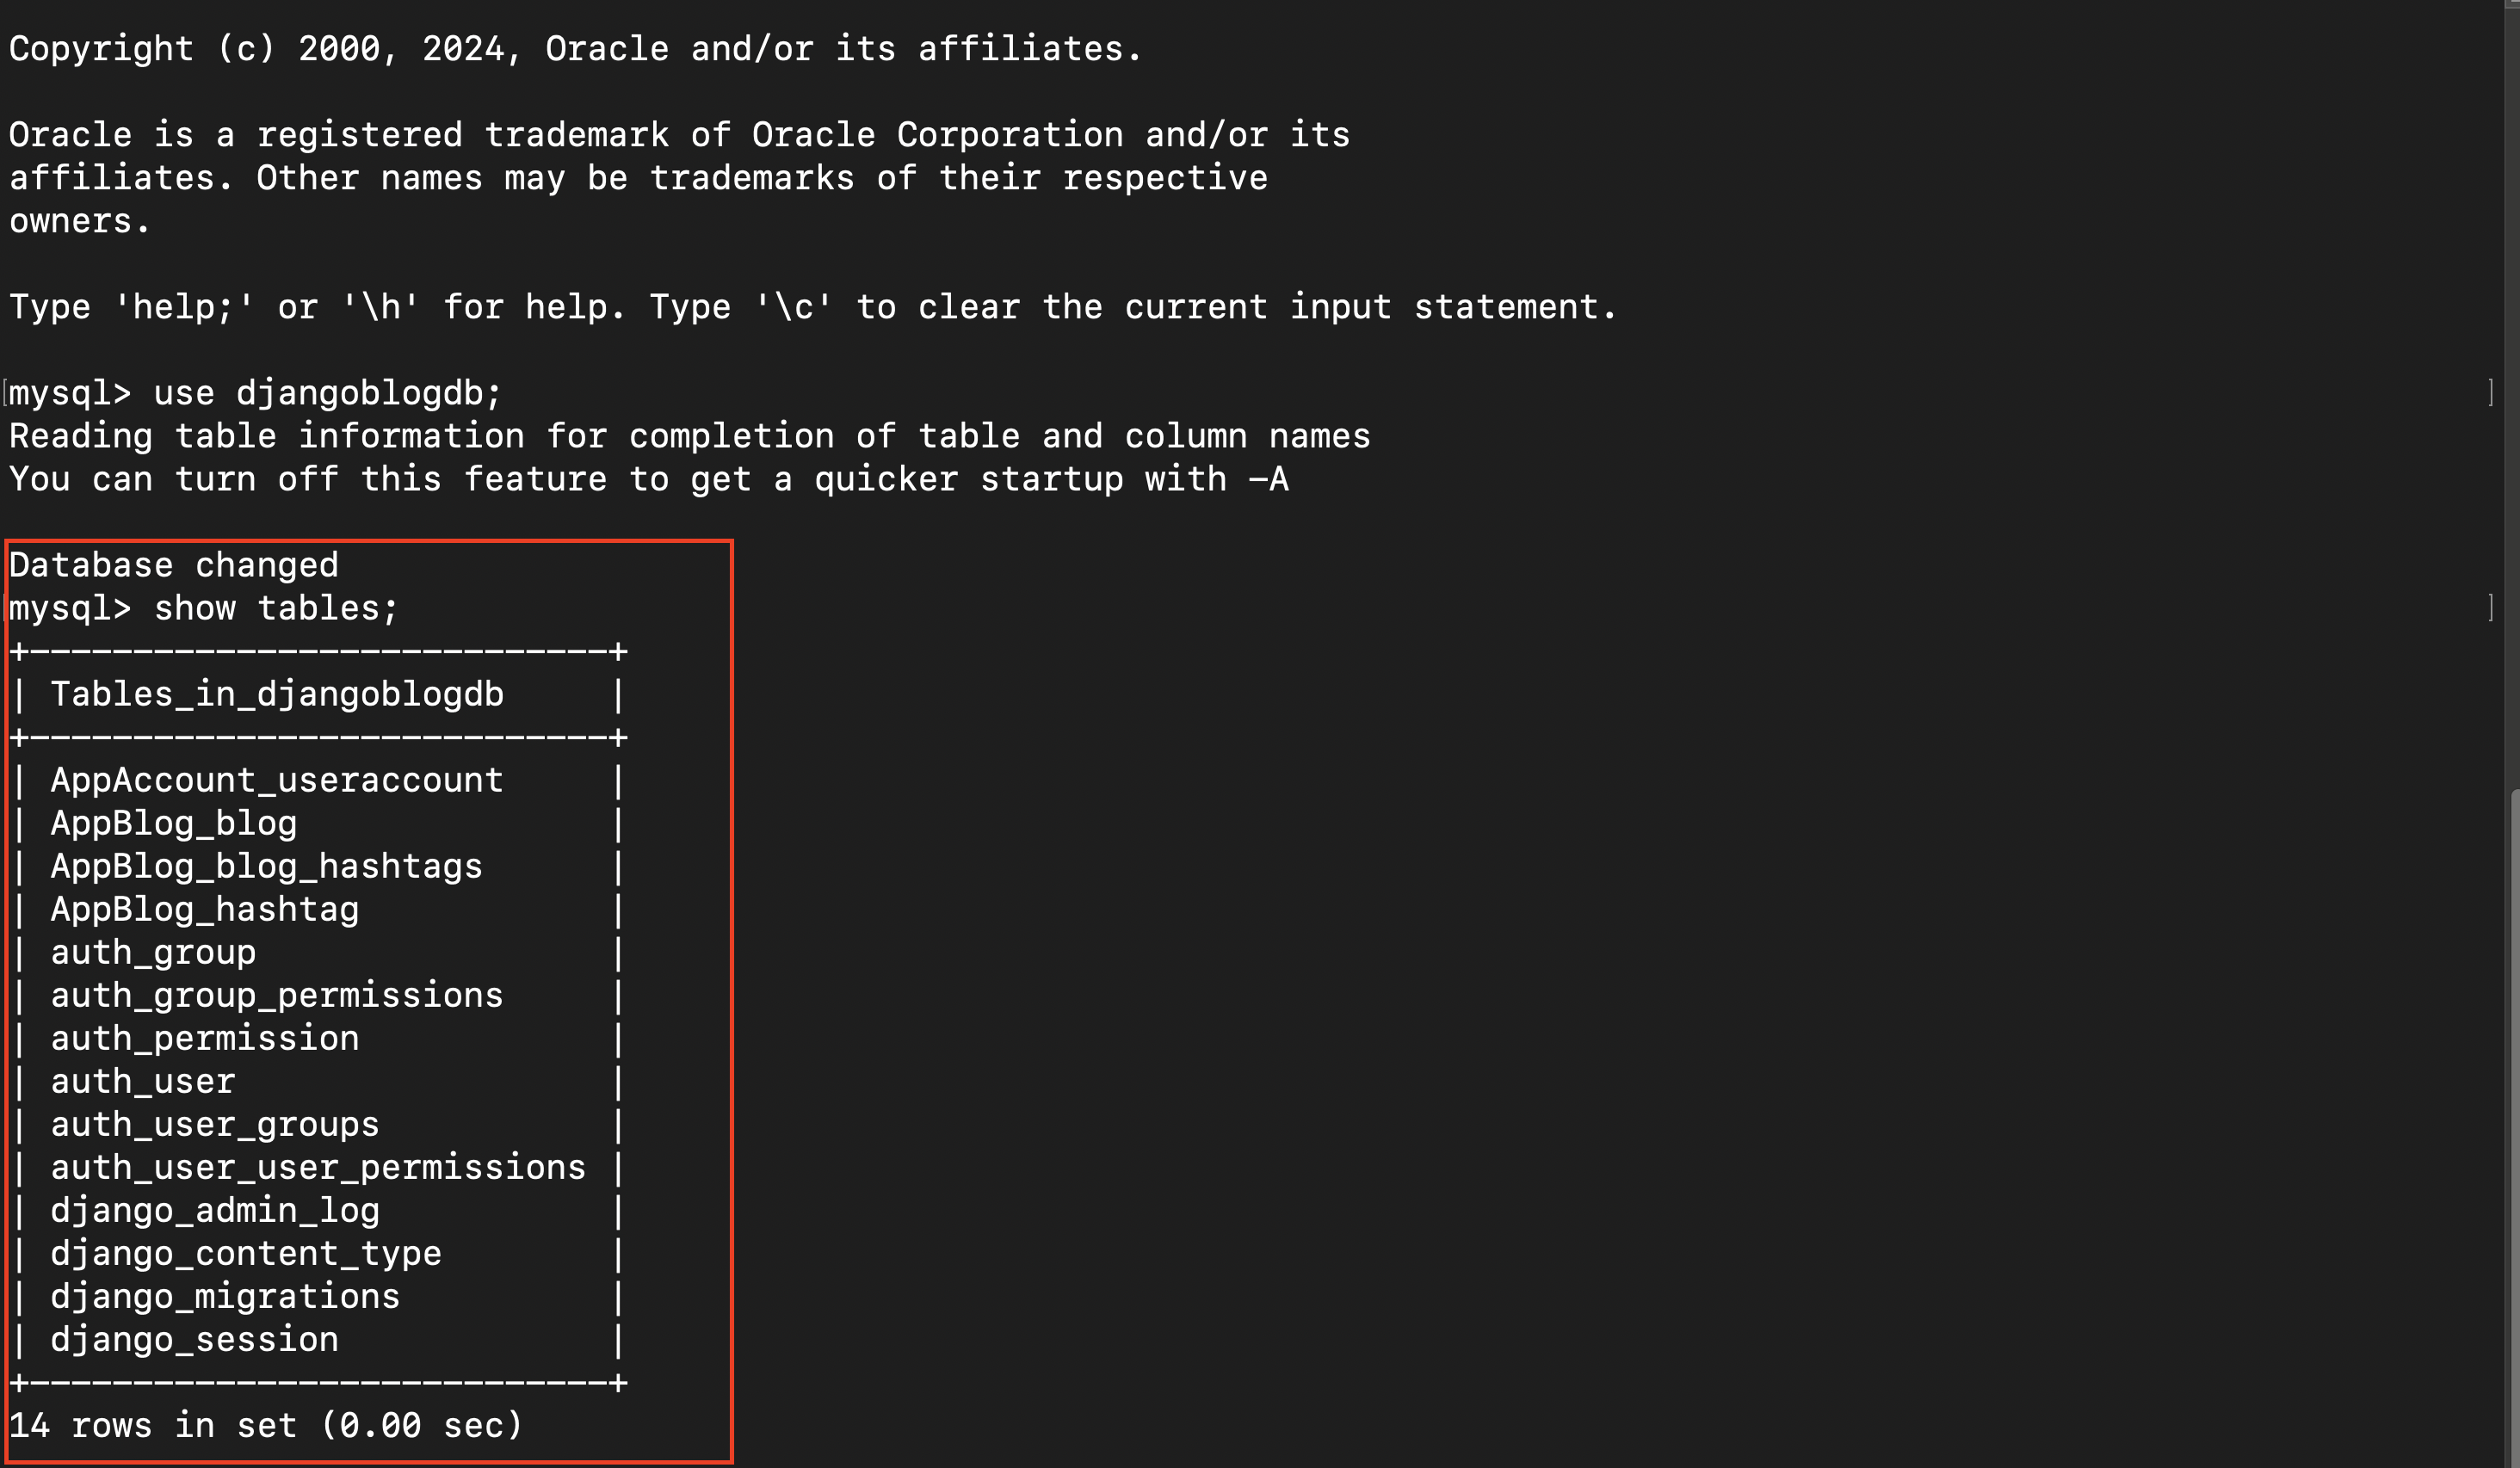 Copyright (c) 2000, 2024, Oracle and/or its affiliates.
Oracle is a registered trademark of Oracle Corporation and/or its
affiliates. Other names may be trademarks of their respective
owners.
Type 'help;' or '\h' for help. Type '\c' to clear the current input statement.
[mysql> use djangoblogdb; ]
Reading table information for completion of table and column names
You can turn off this feature to get a quicker startup with -A
Database changed
[mysql> show tables; ]
+----------------------------+
| Tables_in_djangoblogdb     |
+----------------------------+
| AppAccount_useraccount     |
| AppBlog_blog               |
| AppBlog_blog_hashtags      |
| AppBlog_hashtag            |
| auth_group                 |
| auth_group_permissions     |
| auth_permission            |
| auth_user                  |
| auth_user_groups           |
| auth_user_user_permissions |
| django_admin_log           |
| django_content_type        |
| django_migrations          |
| django_session             |
+----------------------------+
14 rows in set (0.00 sec)